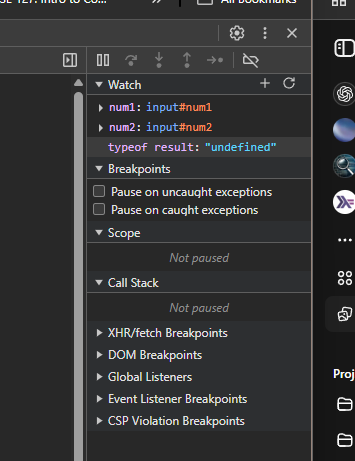 127: Intro to Co...
»
All Bookmarks
Watch
num1: input#num1
num2: input#num2
typeof result: "undefined"
Breakpoints
Pause on uncaught exceptions
Pause on caught exceptions
Scope
Not paused
Call Stack
Not paused
XHR/fetch Breakpoints
DOM Breakpoints
Global Listeners
Event Listener Breakpoints
CSP Violation Breakpoints
Proj